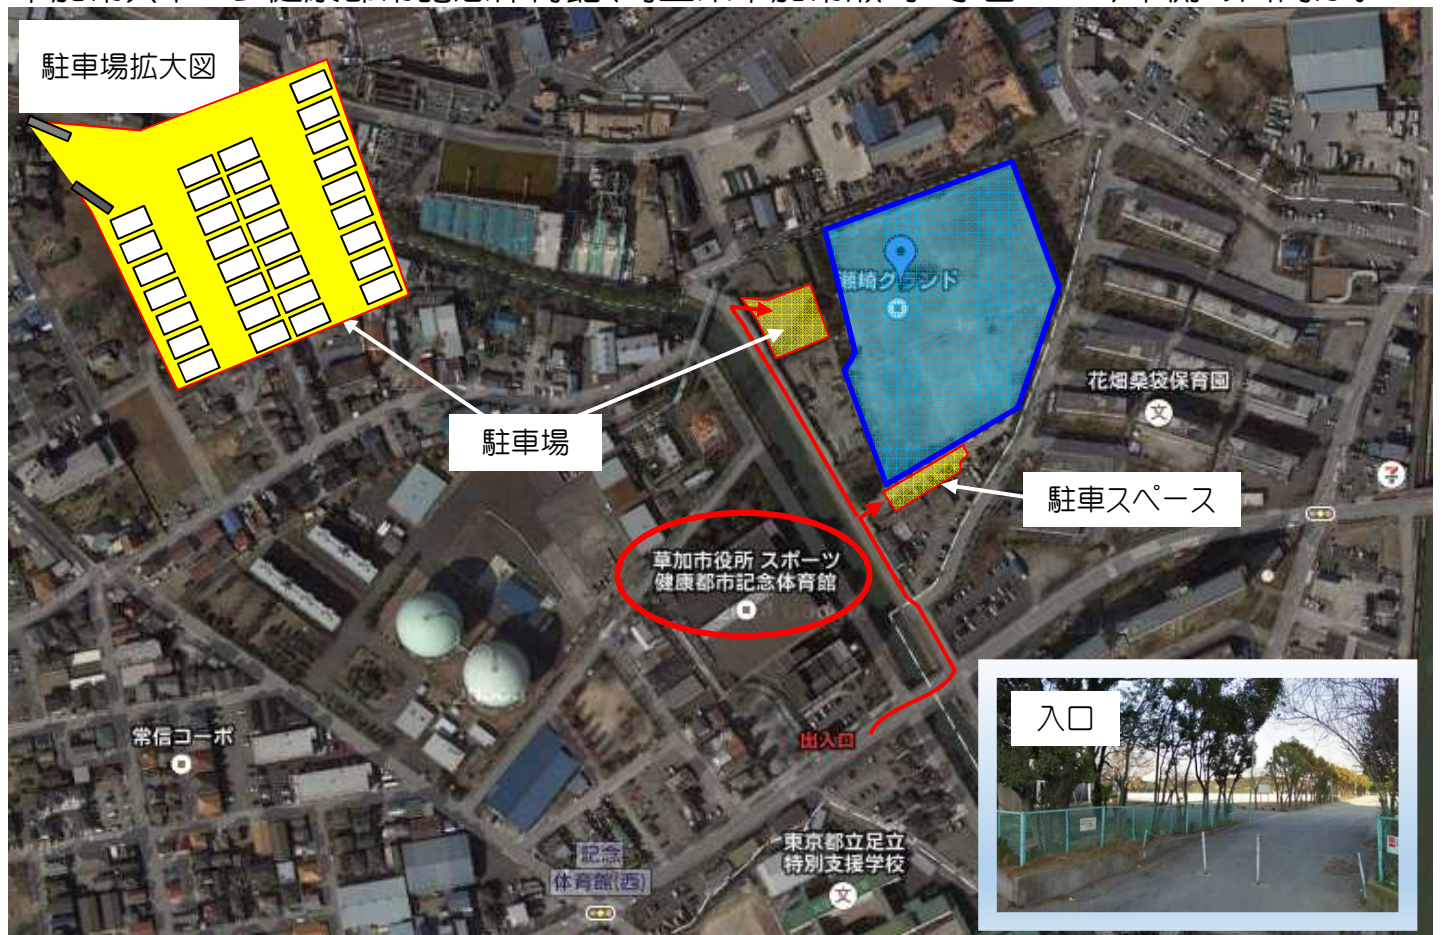 駐車場拡大図
瀬崎グランド
花畑桑袋保育園
文
駐車場
駐車スペース
草加市役所 スポーツ
健康都市記念体育館
入口
出入口
常信コーポ
東京都立足立
特別支援学校
文
記念
体育館(西)